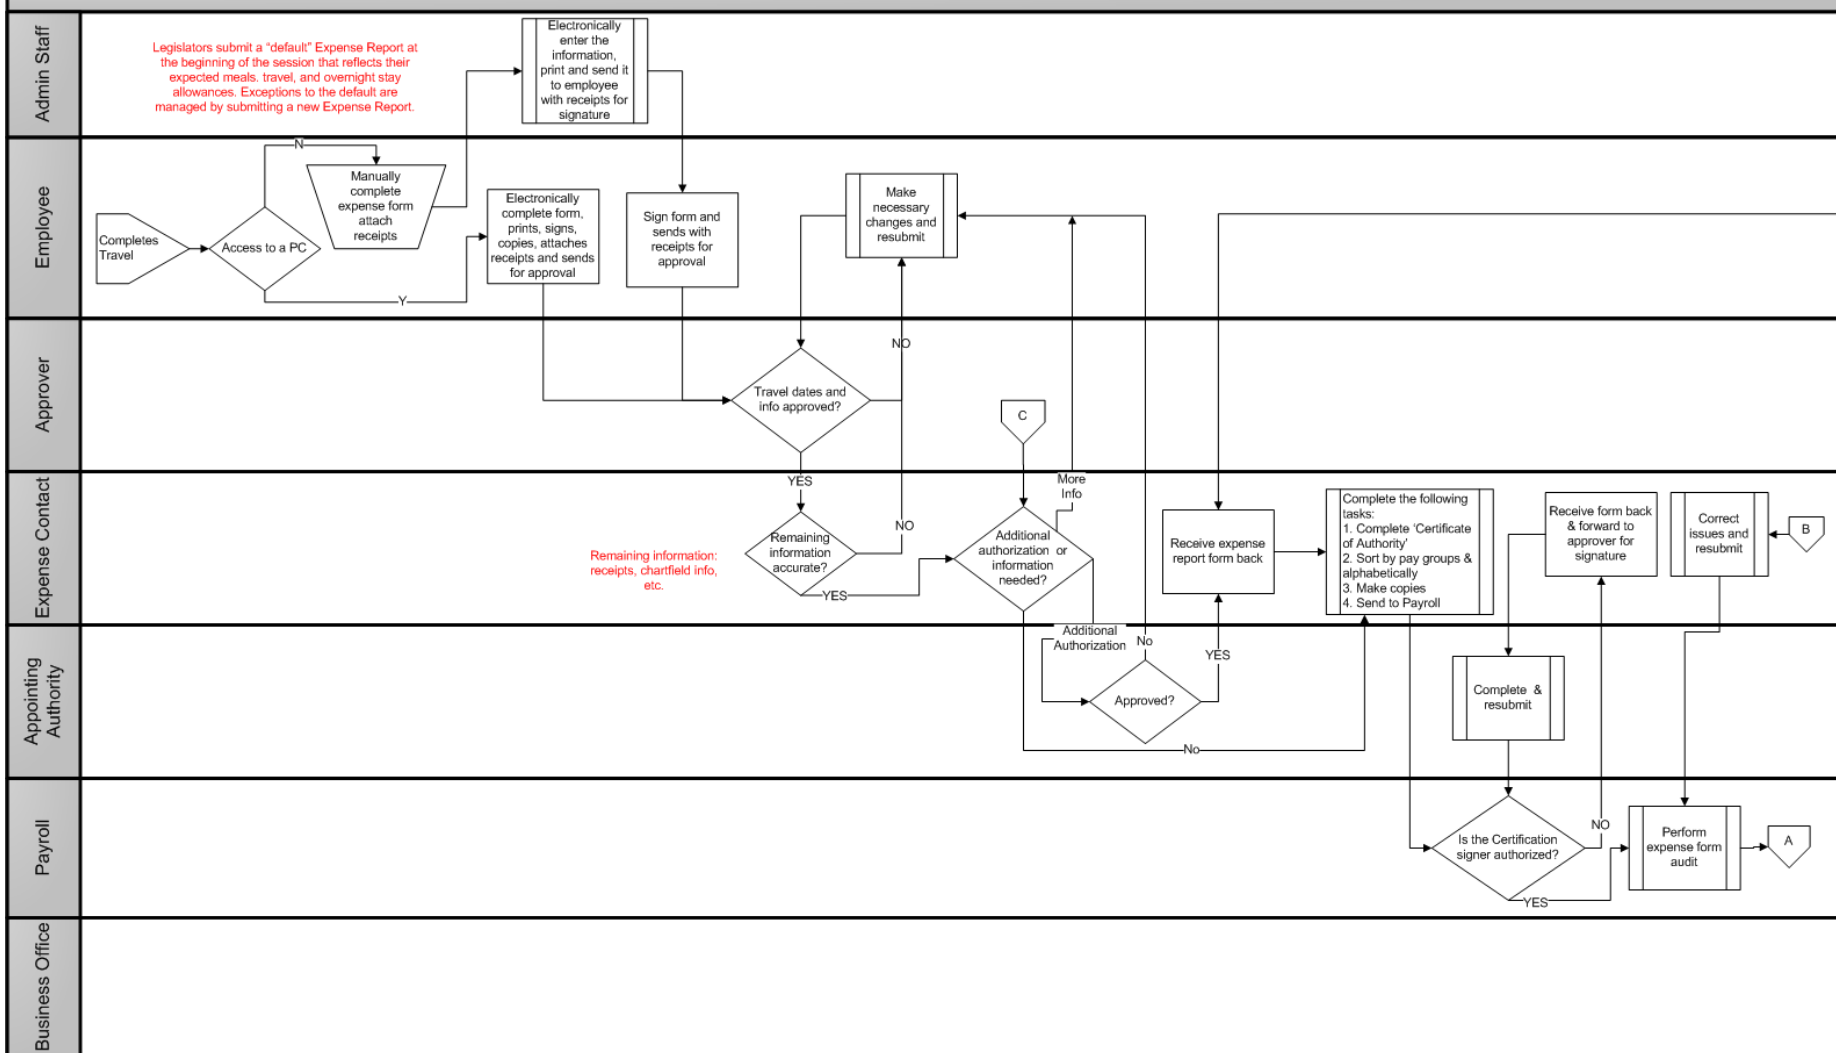 Admin Staff
Legislators submit a “default” Expense Report at
the beginning of the session that reflects their
expected meals. travel, and overnight stay
allowances. Exceptions to the default are
managed by submitting a new Expense Report.
Electronically
enter the
information,
print and send it
to employee
with receipts for
signature
Employee
Completes
Travel
Access to a PC
N
Y
Manually
complete
expense form
attach
receipts
Electronically
complete form,
prints, signs,
copies, attaches
receipts and sends
for approval
Sign form and
sends with
receipts for
approval
Make
necessary
changes and
resubmit
Approver
Travel dates and
info approved?
NO
YES
C
Expense Contact
Remaining information:
receipts, chartfield info,
etc.
Remaining
information
accurate?
NO
YES
Additional
authorization or
information
needed?
More
Info
Receive expense
report form back
Complete the following
tasks:
1. Complete ‘Certificate
of Authority’
2. Sort by pay groups &
alphabetically
3. Make copies
4. Send to Payroll
Receive form back
& forward to
approver for
signature
Correct
issues and
resubmit
B
Appointing
Authority
Additional
Authorization
No
YES
Approved?
No
Complete &
resubmit
Payroll
Is the Certification
signer authorized?
NO
YES
Perform
expense form
audit
A
Business Office